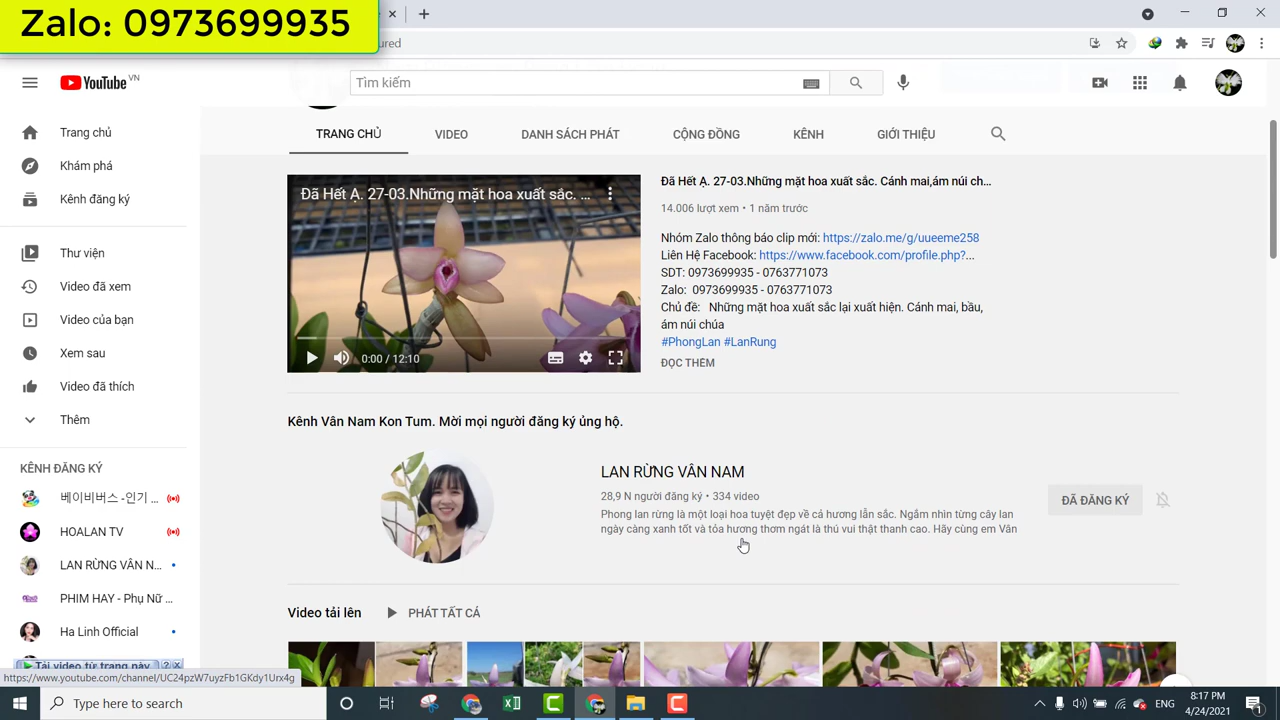 Zalo: 0973699935
ured
YouTube VN
Tìm kiếm
Trang chủ
Khám phá
Kênh đăng ký
Thư viện
Video đã xem
Video của bạn
Xem sau
Video đã thích
Thêm
KÊNH ĐĂNG KÝ
베이비버스 -인기 ...
HOALAN TV
LAN RỪNG VÂN N...
PHIM HAY - Phụ Nữ ...
Ha Linh Official
Tải video từ trang này
? x
https://www.youtube.com/channel/UC24pzW7uyzFb1GKdy1Urx4g
TRANG CHỦ
VIDEO
DANH SÁCH PHÁT
CỘNG ĐỒNG
KÊNH
GIỚI THIỆU
Đã Hết Ạ. 27-03.Những mặt hoa xuất sắc. ...
0:00 / 12:10
Đã Hết Ạ. 27-03.Những mặt hoa xuất sắc. Cánh mai,ám núi ch...
14.006 lượt xem • 1 năm trước
Nhóm Zalo thông báo clip mới: https://zalo.me/g/uueeme258
Liên Hệ Facebook: https://www.facebook.com/profile.php?...
SDT: 0973699935 - 0763771073
Zalo: 0973699935 - 0763771073
Chủ đề: Những mặt hoa xuất sắc lại xuất hiện. Cánh mai, bầu,
ám núi chúa
#PhongLan #LanRung
ĐỌC THÊM
Kênh Vân Nam Kon Tum. Mời mọi người đăng ký ủng hộ.
LAN RỪNG VÂN NAM
28,9 N người đăng ký • 334 video
Phong lan rừng là một loại hoa tuyệt đẹp về cả hương lẫn sắc. Ngắm nhìn từng cây lan
ngày càng xanh tốt và tỏa hương thơm ngát là thú vui thật thanh cao. Hãy cùng em Vân
ĐÃ ĐĂNG KÝ
Video tải lên
PHÁT TẤT CẢ
Type here to search
ENG
8:17 PM
4/24/2021
1